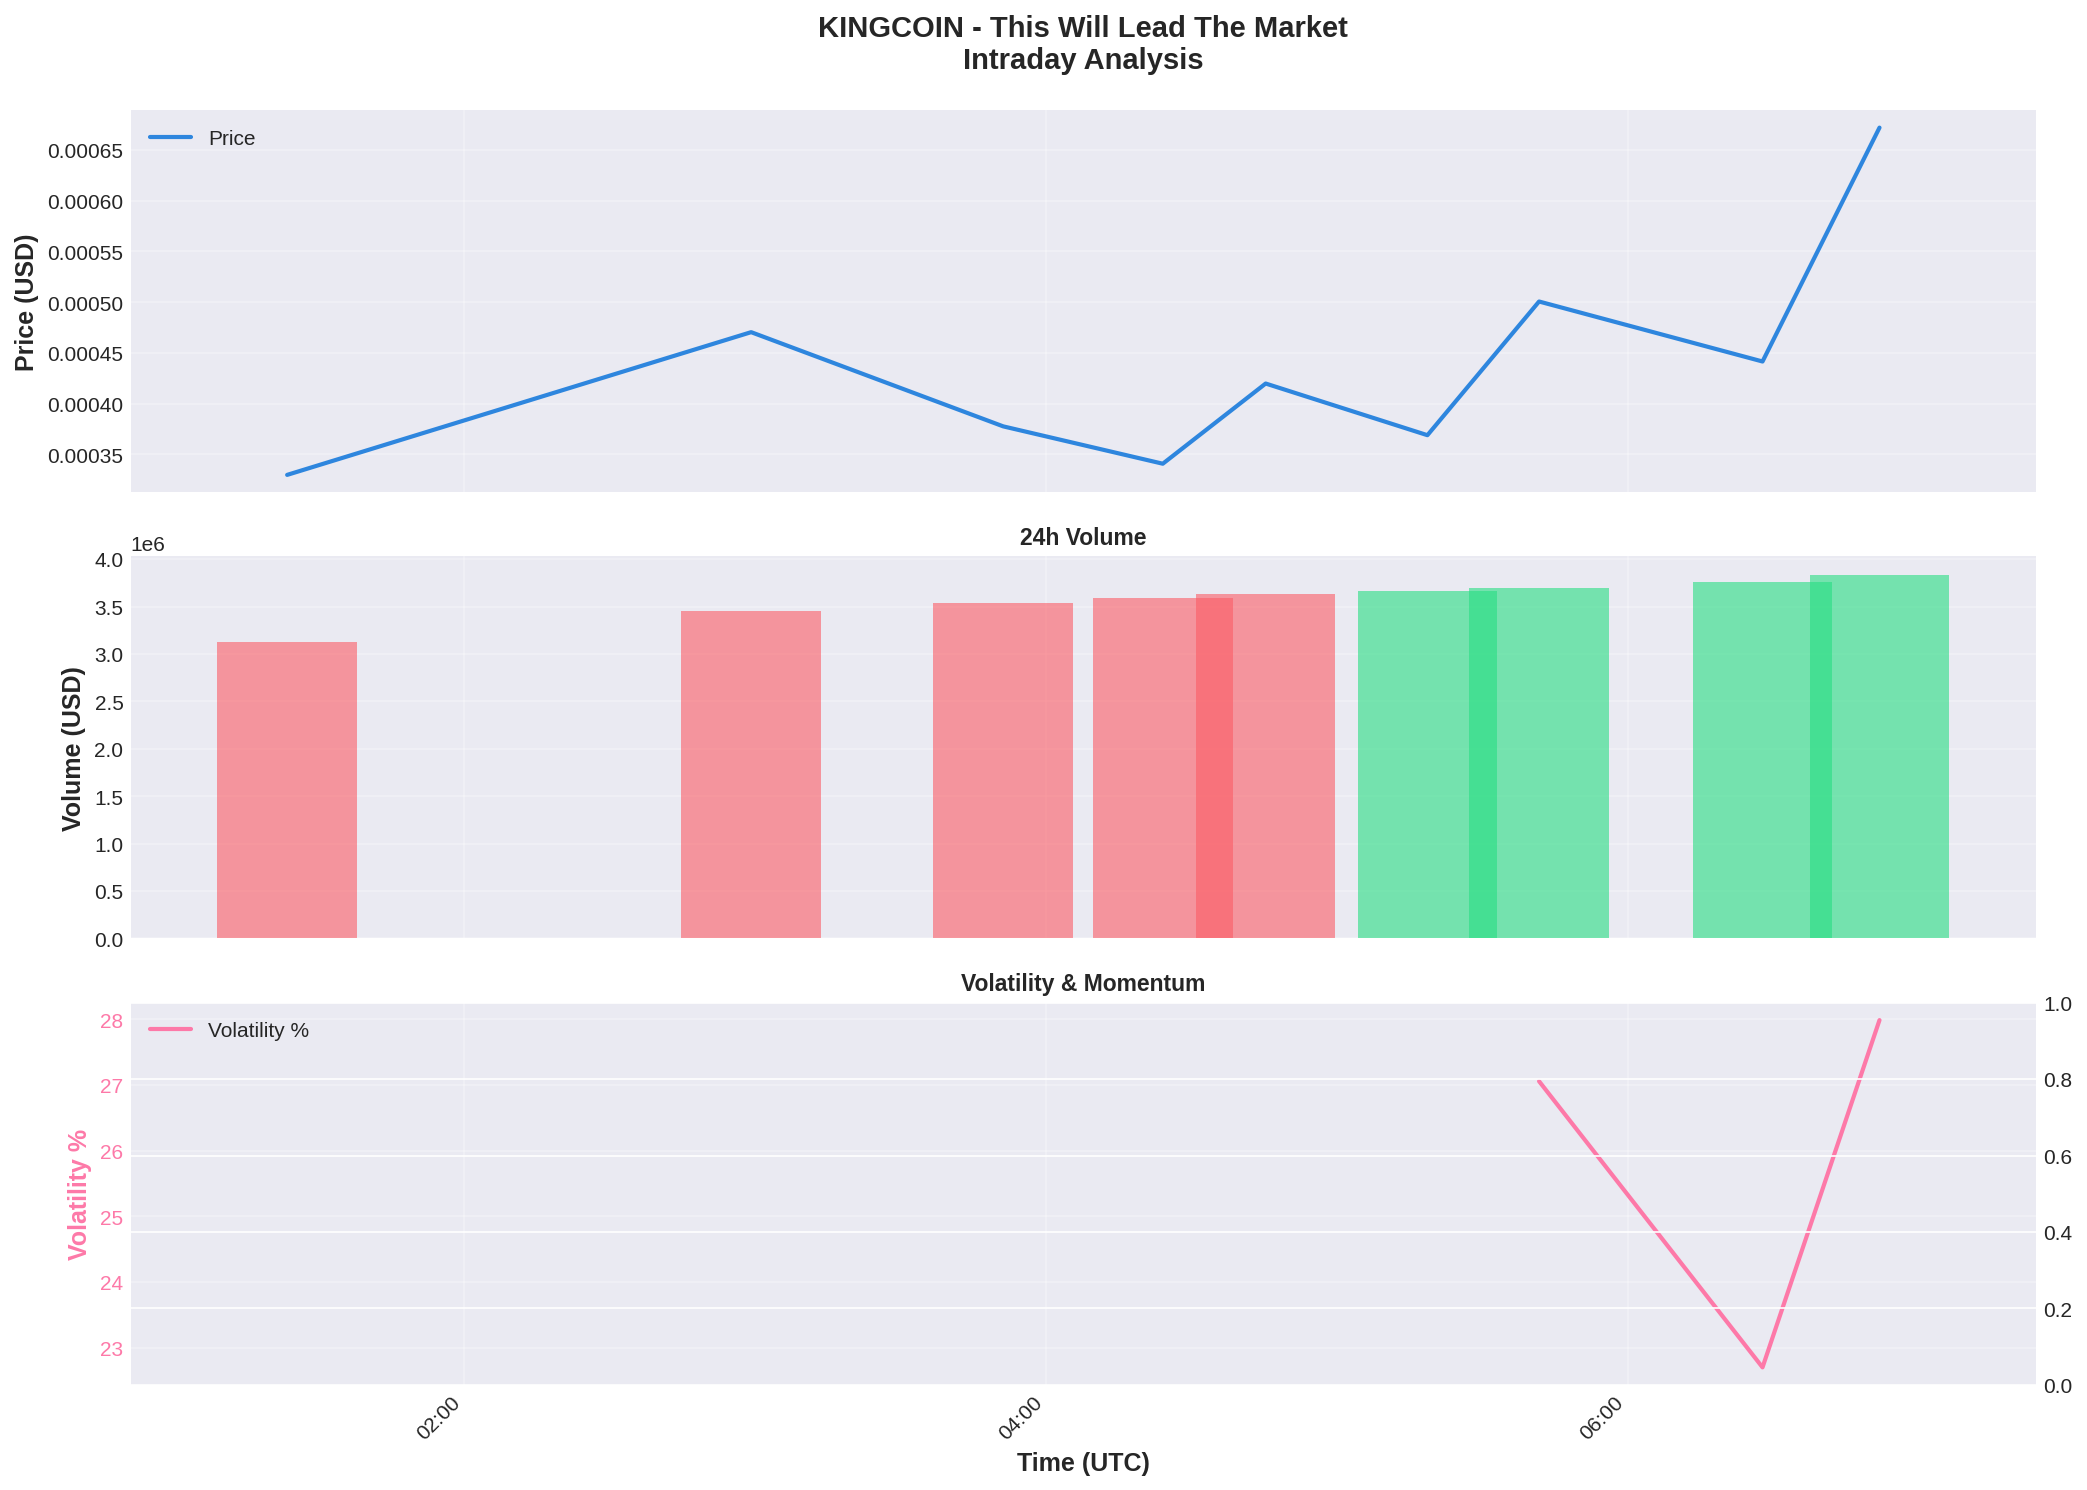 KINGCOIN - This Will Lead The Market
Intraday Analysis
Price
0.00065
0.00060
0.00055
0.00050
0.00045
0.00040
0.00035
Price (USD)
24h Volume
1e6
4.0
3.5
3.0
2.5
2.0
1.5
1.0
0.5
0.0
Volume (USD)
Volatility & Momentum
Volatility %
28
27
26
25
24
23
Volatility %
1.0
0.8
0.6
0.4
0.2
0.0
02:00
04:00
06:00
Time (UTC)